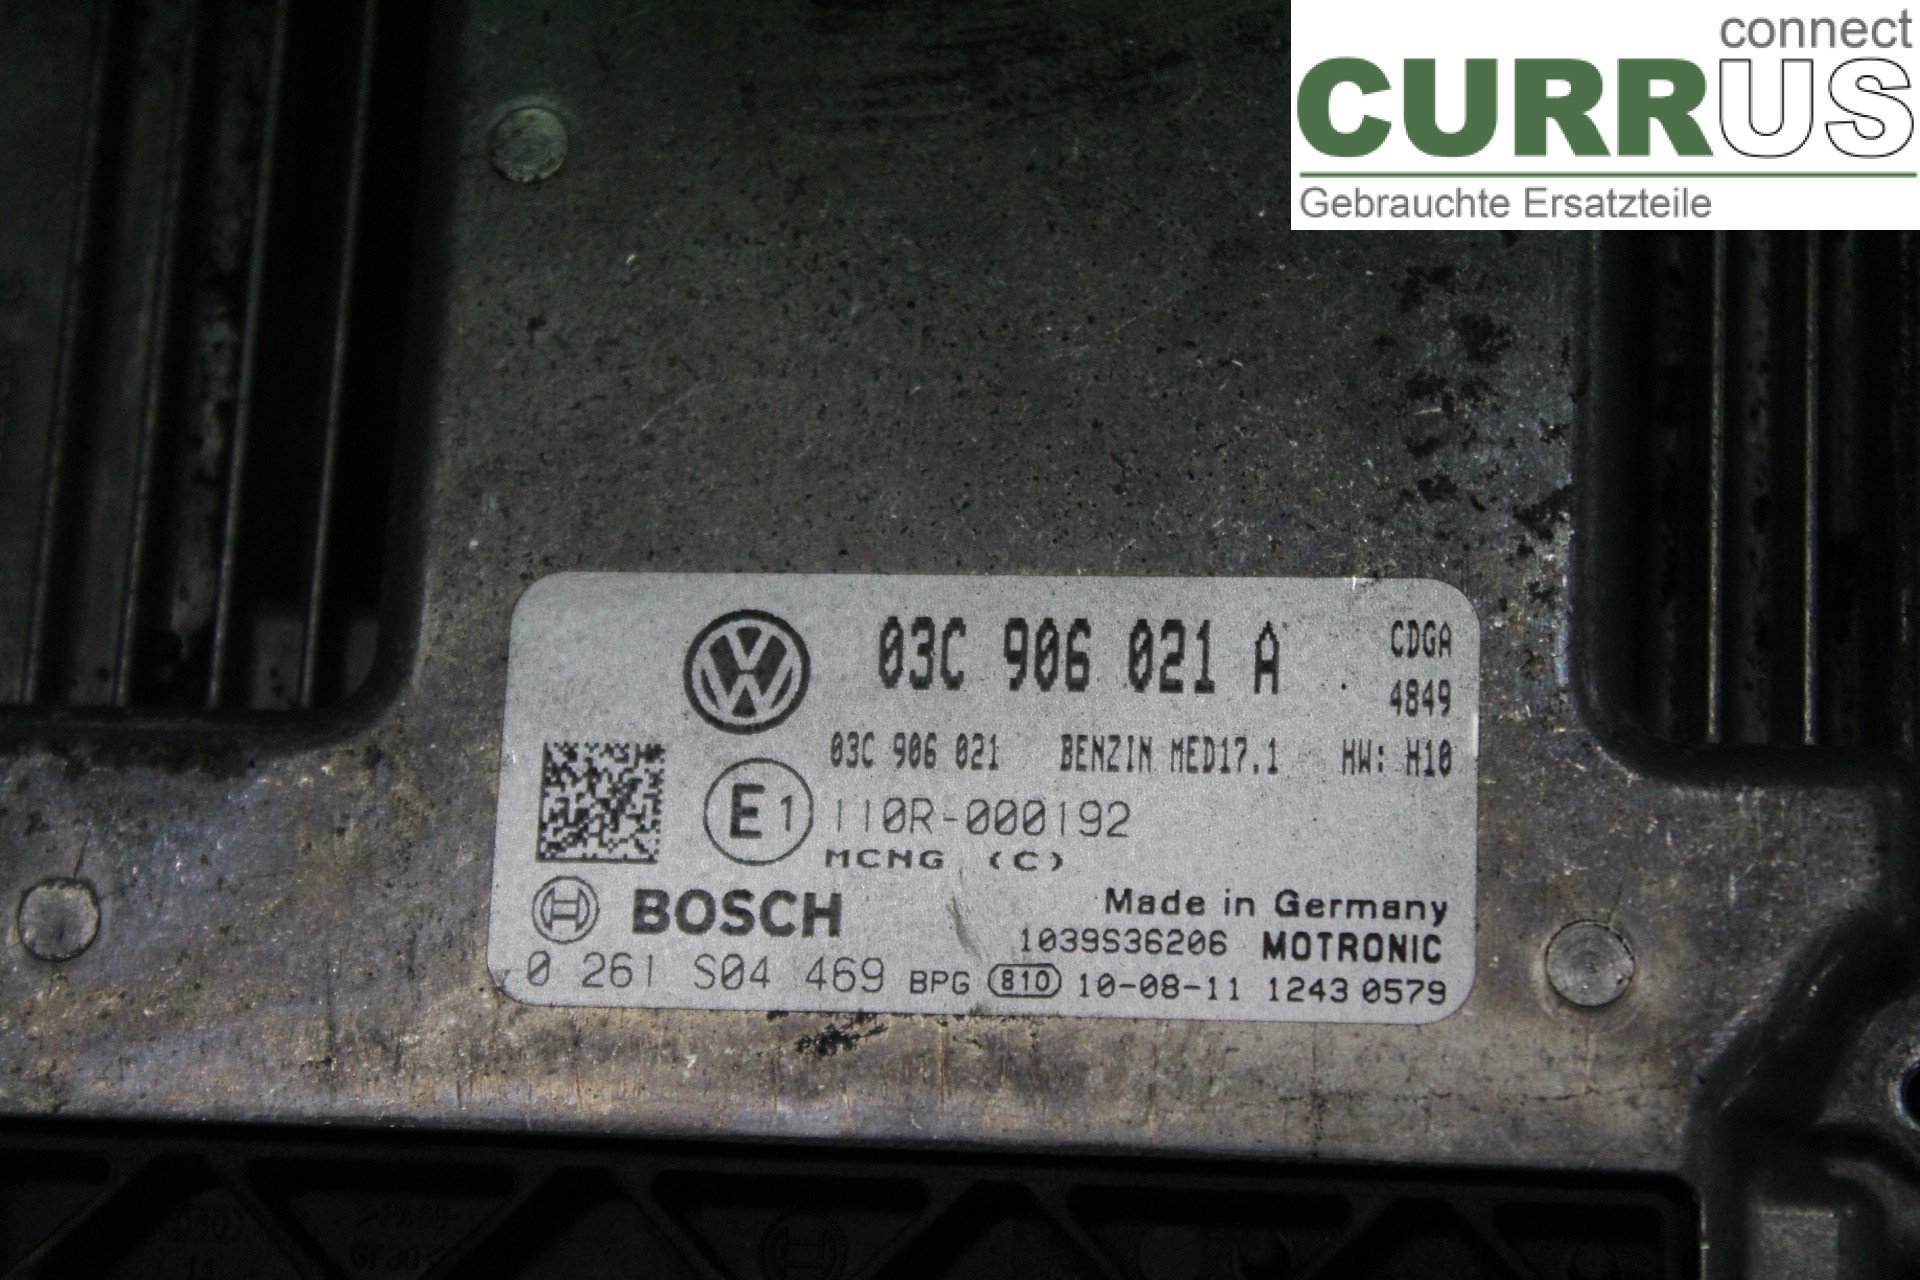 connect
CURRUS
Gebrauchte Ersatzteile
03C 906 021 A CDGA
4849
03C 906 021 BENZIN MED17.1 HW: H10
E1 110R-000192
MCNG (C)
BOSCH Made in Germany
1039S36206 MOTRONIC
0 261 S04 469 BPG 810 10-08-11 1243 0579